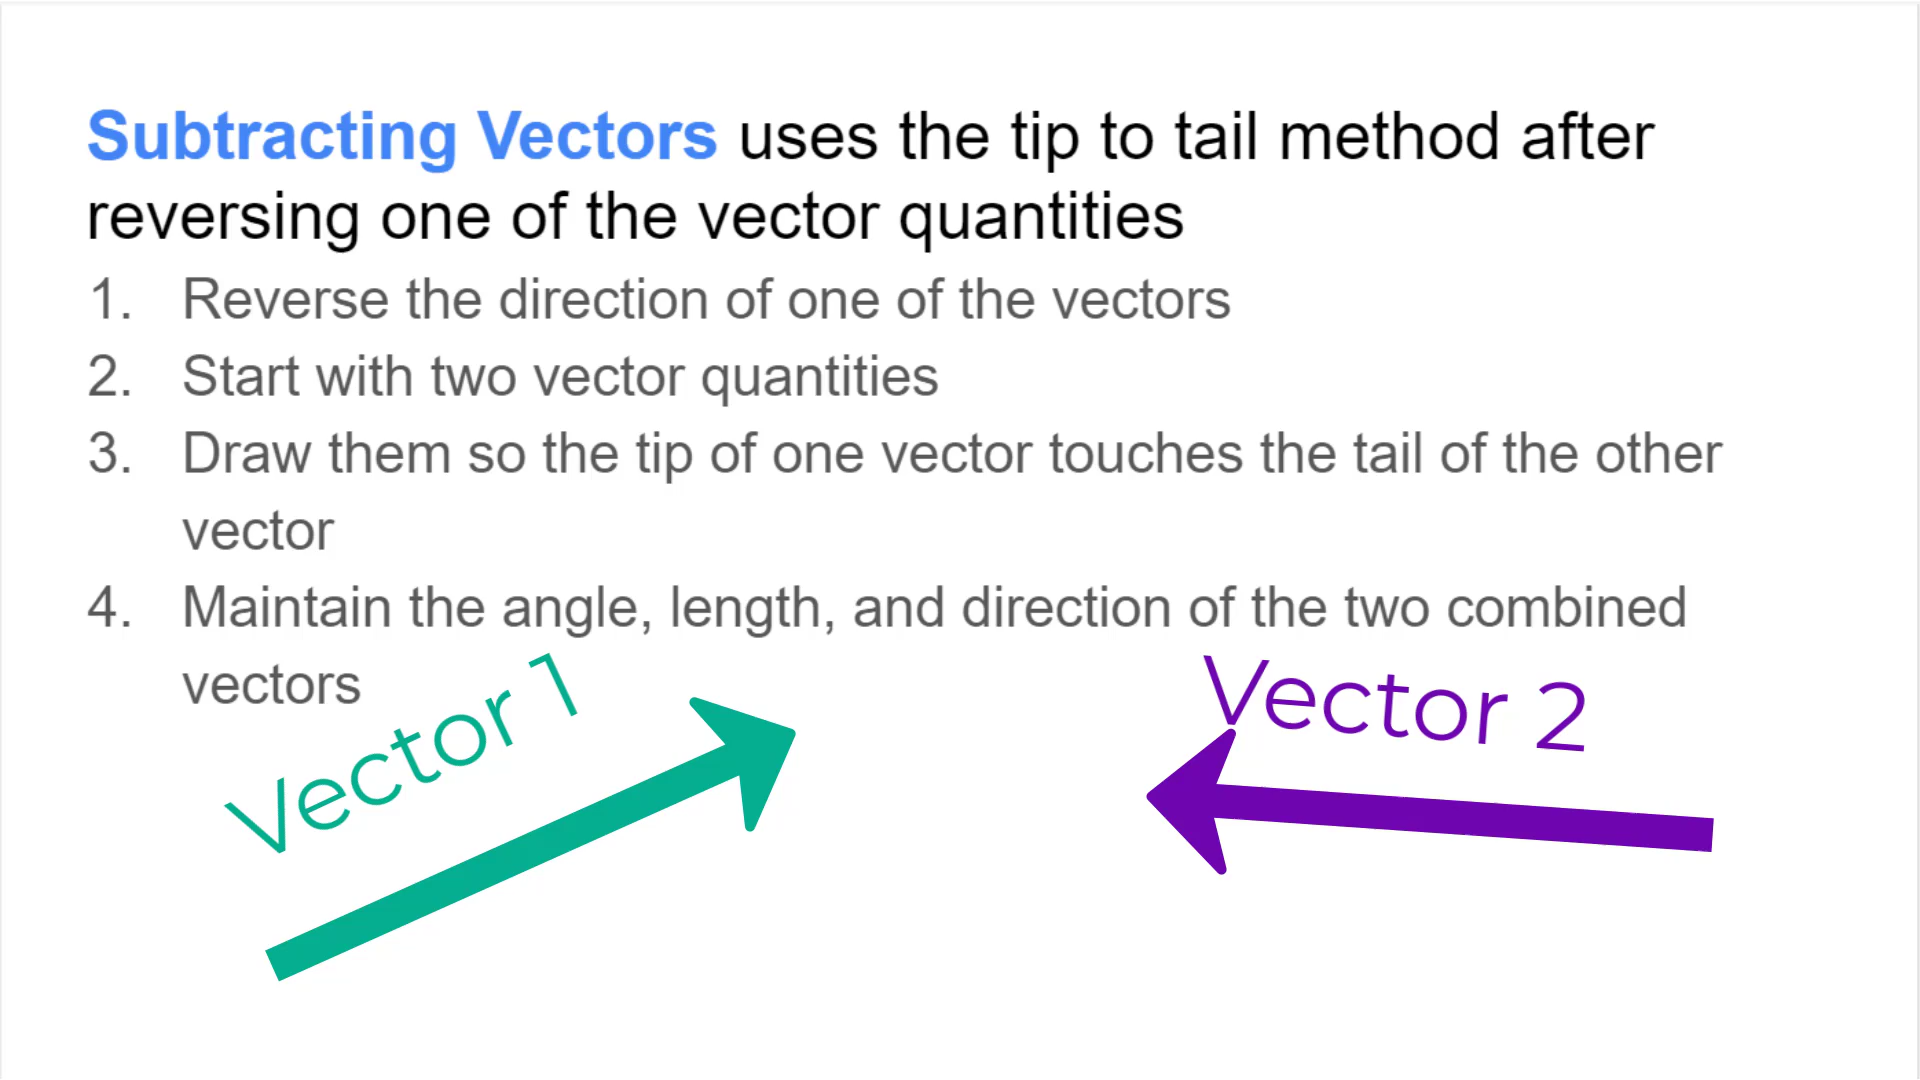 Subtracting Vectors uses the tip to tail method after
reversing one of the vector quantities
1. Reverse the direction of one of the vectors
2. Start with two vector quantities
3. Draw them so the tip of one vector touches the tail of the other
vector
4. Maintain the angle, length, and direction of the two combined
vectors
Vector 1
Vector 2